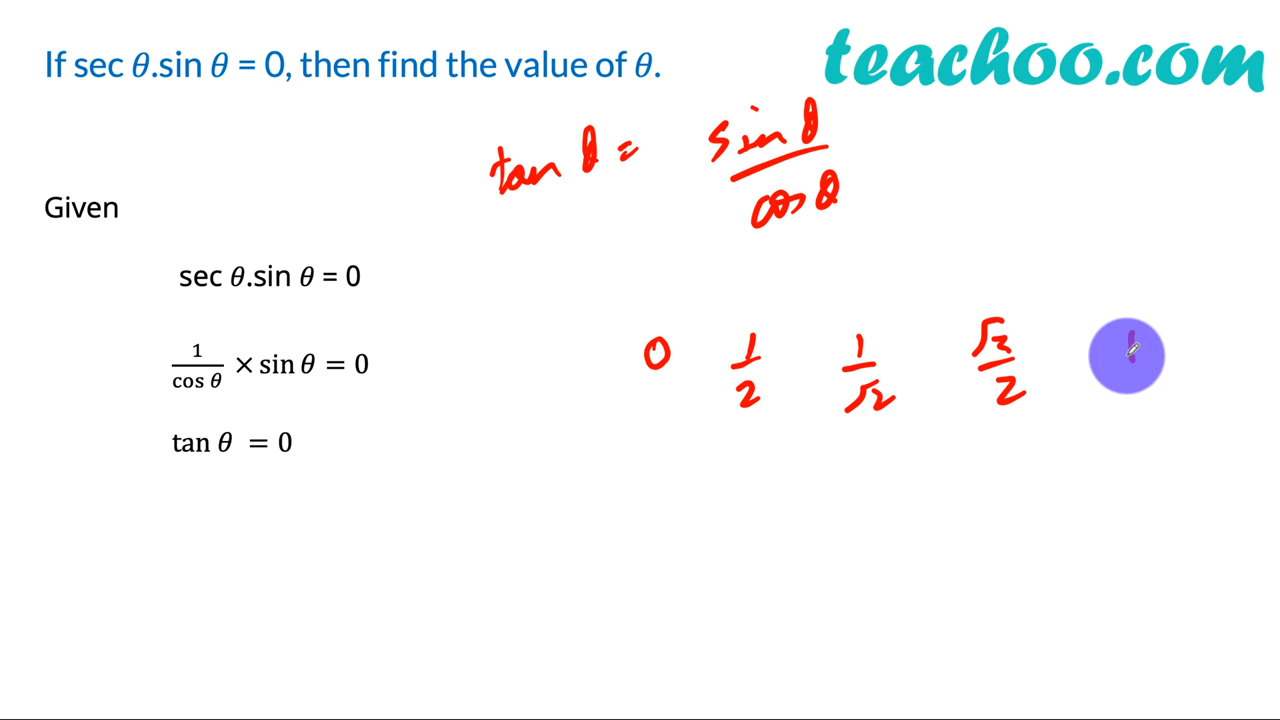 If sec θ.sin θ = 0, then find the value of θ.
teachoo.com
tan θ = sin θ / cos θ
Given
sec θ.sin θ = 0
1/cos θ × sin θ = 0
tan θ = 0
0 1/2 1/√2 √3/2 1